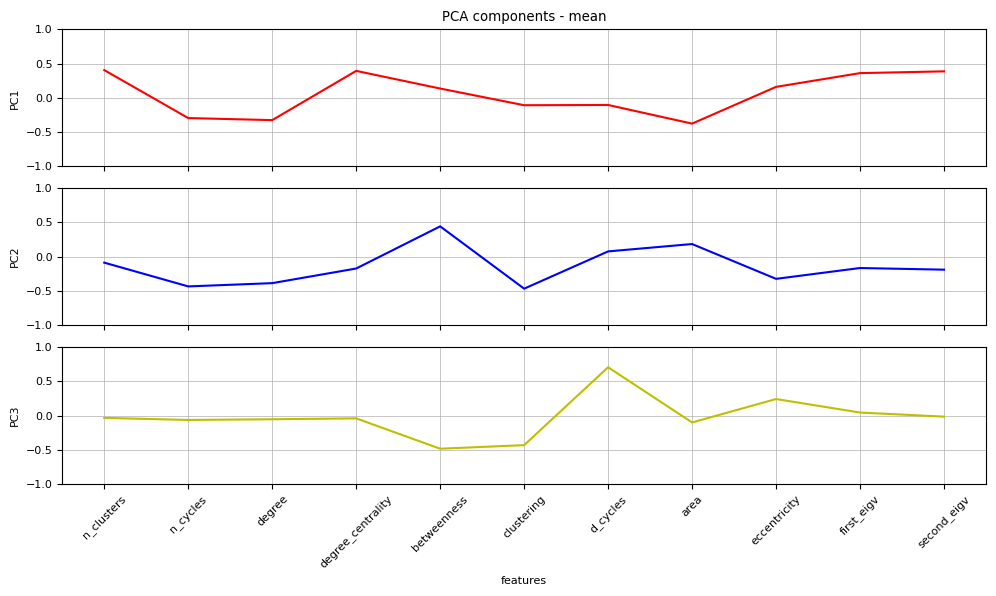 PCA components - mean
1.0
0.5
0.0
−0.5
−1.0
PC1
1.0
0.5
0.0
−0.5
−1.0
PC2
1.0
0.5
0.0
−0.5
−1.0
PC3
n_clusters
n_cycles
degree
degree_centrality
betweenness
clustering
d_cycles
area
eccentricity
first_eigv
second_eigv
features